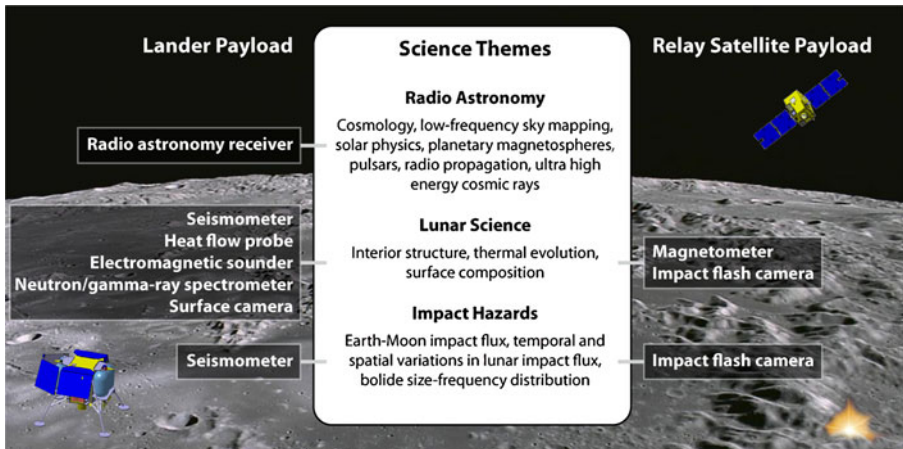 Lander Payload
Science Themes
Relay Satellite Payload
Radio Astronomy
Cosmology, low-frequency sky mapping,
solar physics, planetary magnetospheres,
pulsars, radio propagation, ultra high
energy cosmic rays
Radio astronomy receiver
Lunar Science
Interior structure, thermal evolution,
surface composition
Seismometer
Heat flow probe
Electromagnetic sounder
Neutron/gamma-ray spectrometer
Surface camera
Magnetometer
Impact flash camera
Impact Hazards
Earth-Moon impact flux, temporal and
spatial variations in lunar impact flux,
bolide size-frequency distribution
Seismometer
Impact flash camera